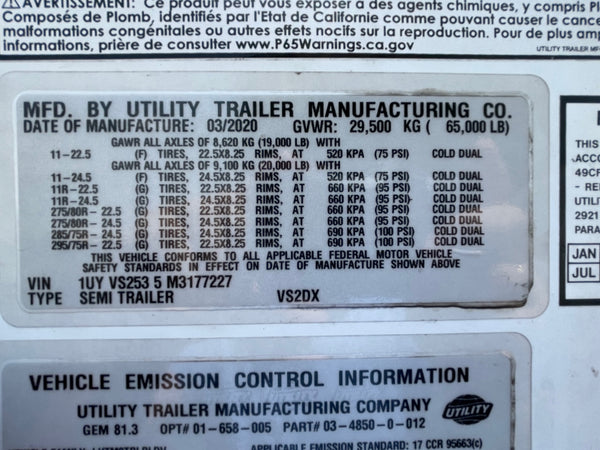 ⚠AVERTISSEMENT: Ce produit peut vous exposer à des agents chimiques, y compris
Composés de Plomb, identifiés par l'Etat de Californie comme pouvant causer le
malformations congénitales ou autres effets nocifs sur la reproduction. Pour de plus
informations, prière de consulter www.P65Warnings.ca.gov
UTILITY TRAILER
MFD. BY UTILITY TRAILER MANUFACTURING CO.
DATE OF MANUFACTURE: 03/2020 GVWR: 29,500 KG ( 65,000 LB)
GAWR ALL AXLES OF 8,620 KG (19,000 LB) WITH
11-22.5 (F) TIRES, 22.5X8.25 RIMS, AT 520 KPA (75 PSI) COLD DUAL
GAWR ALL AXLES OF 9,100 KG (20,000 LB) WITH
11-24.5 (F) TIRES, 24.5X8.25 RIMS, AT 520 KPA (75 PSI) COLD DUAL
11R-22.5 (G) TIRES, 22.5X8.25 RIMS, AT 660 KPA (95 PSI) COLD DUAL
11R-24.5 (G) TIRES, 24.5X8.25 RIMS, AT 660 KPA (95 PSI) COLD DUAL
275/80R-22.5 (G) TIRES, 22.5X8.25 RIMS, AT 660 KPA (95 PSI) COLD DUAL
275/80R-24.5 (G) TIRES, 24.5X8.25 RIMS, AT 660 KPA (95 PSI) COLD DUAL
285/75R-24.5 (G) TIRES, 24.5X8.25 RIMS, AT 690 KPA (100 PSI) COLD DUAL
295/75R-22.5 (G) TIRES, 22.5X8.25 RIMS, AT 690 KPA (100 PSI) COLD DUAL
THIS VEHICLE CONFORMS TO ALL APPLICABLE FEDERAL MOTOR VEHICLE
SAFETY STANDARDS IN EFFECT ON DATE OF MANUFACTURE SHOWN ABOVE
VIN 1UY VS253 5 M3177227
TYPE SEMI TRAILER VS2DX
THIS
ACCO
49CF
- RE
UTILI
2921
PARA
JAN
JUL
VEHICLE EMISSION CONTROL INFORMATION
UTILITY TRAILER MANUFACTURING COMPANY
UTILITY
GEM 81.3 OPT# 01-658-005 PART# 03-4850-0-012
APPLICABLE EMISSION STANDARD: 17 CCR 95663(c)